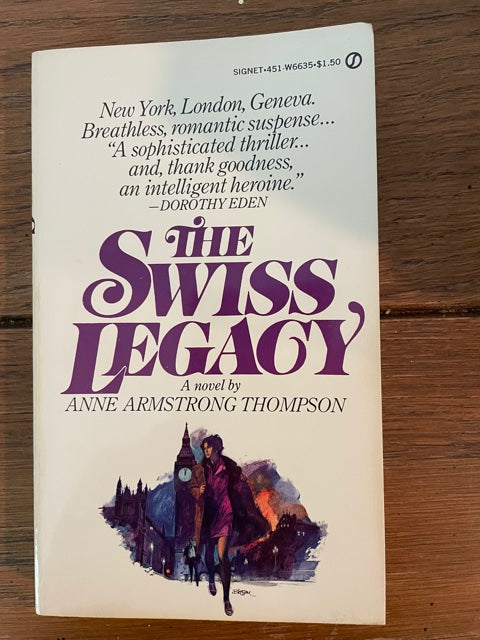 SIGNET•451-W6635•$1.50
New York, London, Geneva.
Breathless, romantic suspense...
"A sophisticated thriller...
and, thank goodness,
an intelligent heroine."
—DOROTHY EDEN
THE
SWISS
LEGACY
A novel by
ANNE ARMSTRONG THOMPSON